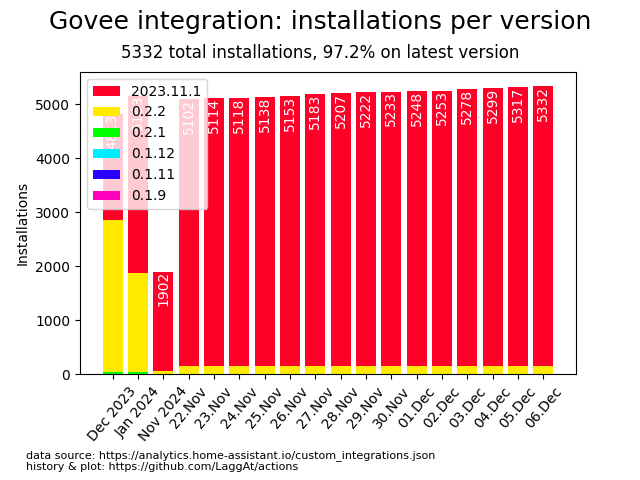 Govee integration: installations per version
5332 total installations, 97.2% on latest version
Installations
5000
4000
3000
2000
1000
0
2023.11.1
0.2.2
0.2.1
0.1.12
0.1.11
0.1.9
1902
5102
5114
5118
5138
5153
5183
5207
5222
5233
5248
5253
5278
5299
5317
5332
Dec 2023
Jan 2024
Nov 2024
22.Nov
23.Nov
24.Nov
25.Nov
26.Nov
27.Nov
28.Nov
29.Nov
30.Nov
01.Dec
02.Dec
03.Dec
04.Dec
05.Dec
06.Dec
data source: https://analytics.home-assistant.io/custom_integrations.json
history & plot: https://github.com/LaggAt/actions